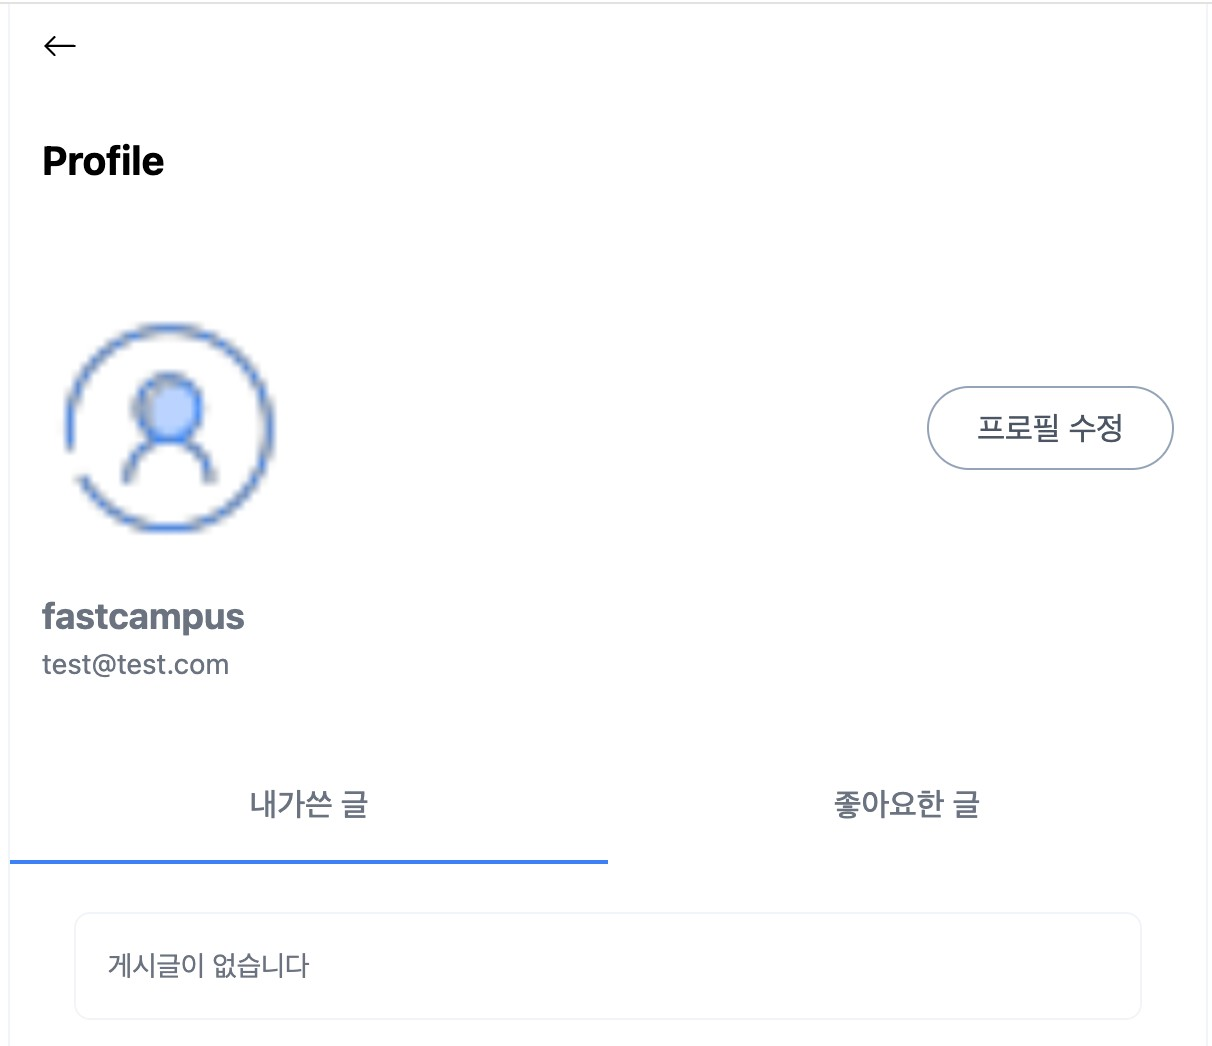 Profile
프로필 수정
fastcampus
test@test.com
내가쓴 글
좋아요한 글
게시글이 없습니다